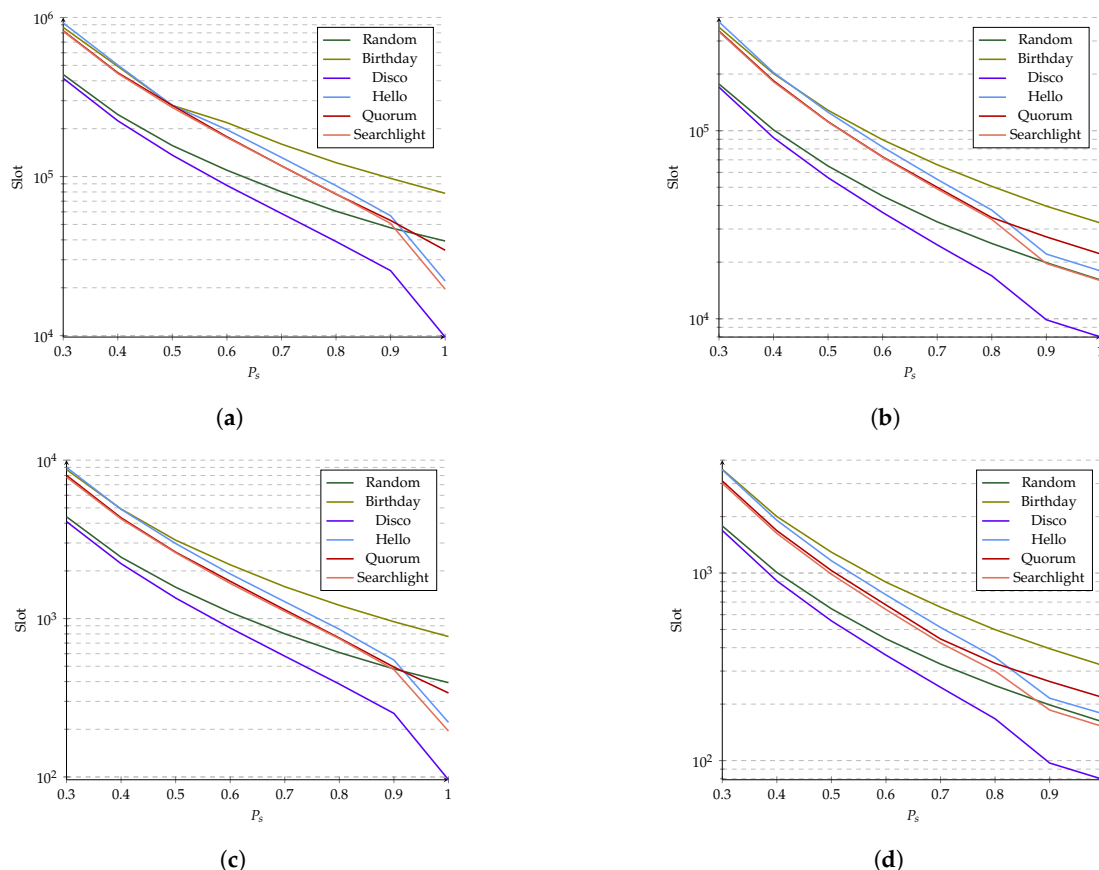 10^6
10^5
10^4
Slot
0.3 0.4 0.5 0.6 0.7 0.8 0.9 1
P_s
Random
Birthday
Disco
Hello
Quorum
Searchlight
(a)
10^5
10^4
Slot
0.3 0.4 0.5 0.6 0.7 0.8 0.9 1
P_s
Random
Birthday
Disco
Hello
Quorum
Searchlight
(b)
10^4
10^3
10^2
Slot
0.3 0.4 0.5 0.6 0.7 0.8 0.9 1
P_s
Random
Birthday
Disco
Hello
Quorum
Searchlight
(c)
10^3
10^2
Slot
0.3 0.4 0.5 0.6 0.7 0.8 0.9
P_s
Random
Birthday
Disco
Hello
Quorum
Searchlight
(d)